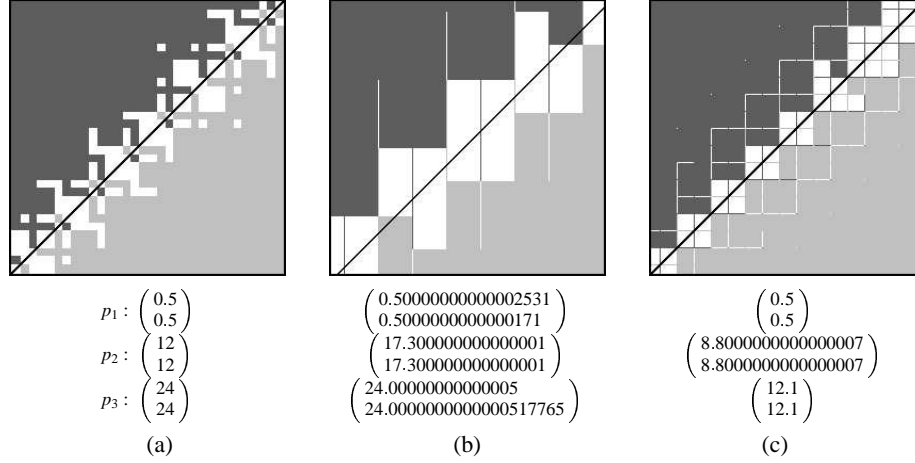 p₁ : (0.5 0.5) (0.50000000000002531 0.5000000000000171) (0.5 0.5)
p₂ : (12 12) (17.300000000000001 17.300000000000001) (8.8000000000000007 8.8000000000000007)
p₃ : (24 24) (24.00000000000005 24.0000000000000517765) (12.1 12.1)
(a) (b) (c)